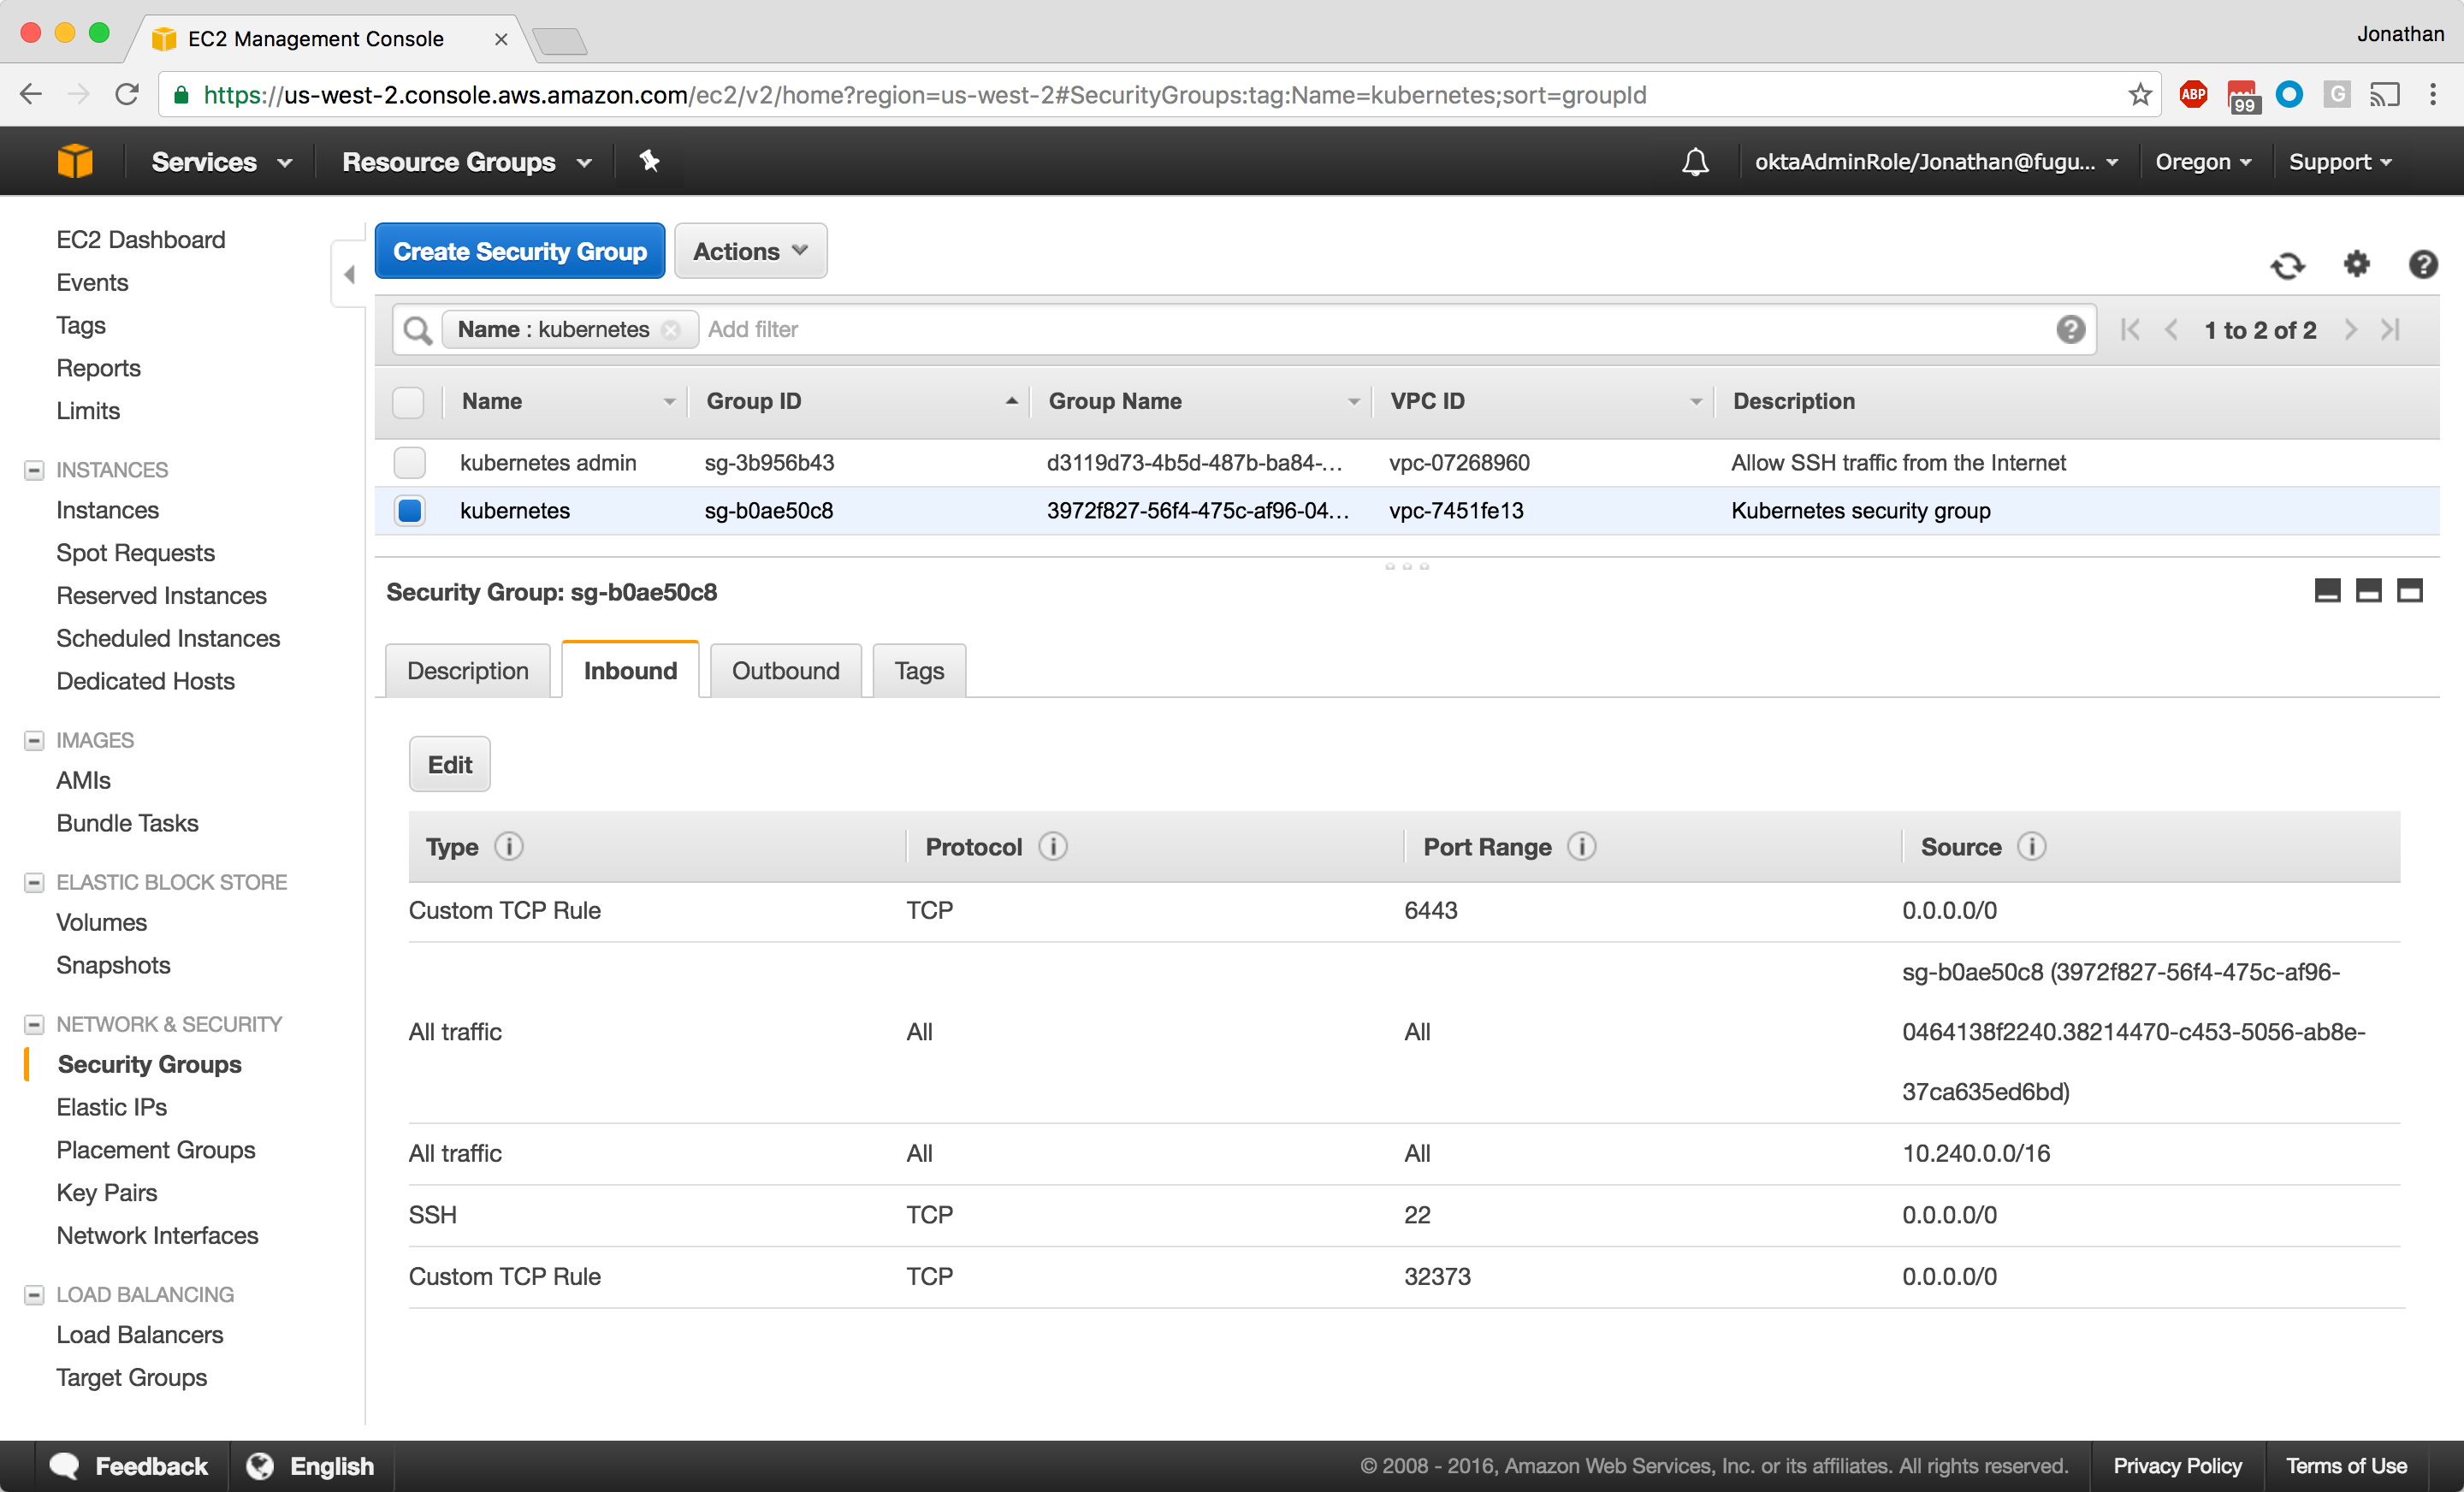 EC2 Management Console
Jonathan
https://us-west-2.console.aws.amazon.com/ec2/v2/home?region=us-west-2#SecurityGroups:tag:Name=kubernetes;sort=groupId
ABP
99
G
Services
Resource Groups
oktaAdminRole/Jonathan@fugu...
Oregon
Support
EC2 Dashboard
Events
Tags
Reports
Limits
INSTANCES
Instances
Spot Requests
Reserved Instances
Scheduled Instances
Dedicated Hosts
IMAGES
AMIs
Bundle Tasks
ELASTIC BLOCK STORE
Volumes
Snapshots
NETWORK & SECURITY
Security Groups
Elastic IPs
Placement Groups
Key Pairs
Network Interfaces
LOAD BALANCING
Load Balancers
Target Groups
Create Security Group Actions
Name : kubernetes Add filter 1 to 2 of 2
Name Group ID Group Name VPC ID Description
kubernetes admin sg-3b956b43 d3119d73-4b5d-487b-ba84-... vpc-07268960 Allow SSH traffic from the Internet
kubernetes sg-b0ae50c8 3972f827-56f4-475c-af96-04... vpc-7451fe13 Kubernetes security group
Security Group: sg-b0ae50c8
Description Inbound Outbound Tags
Edit
Type Protocol Port Range Source
Custom TCP Rule TCP 6443 0.0.0.0/0
All traffic All All sg-b0ae50c8 (3972f827-56f4-475c-af96-
0464138f2240.38214470-c453-5056-ab8e-
37ca635ed6bd)
All traffic All All 10.240.0.0/16
SSH TCP 22 0.0.0.0/0
Custom TCP Rule TCP 32373 0.0.0.0/0
Feedback English © 2008 - 2016, Amazon Web Services, Inc. or its affiliates. All rights reserved. Privacy Policy Terms of Use